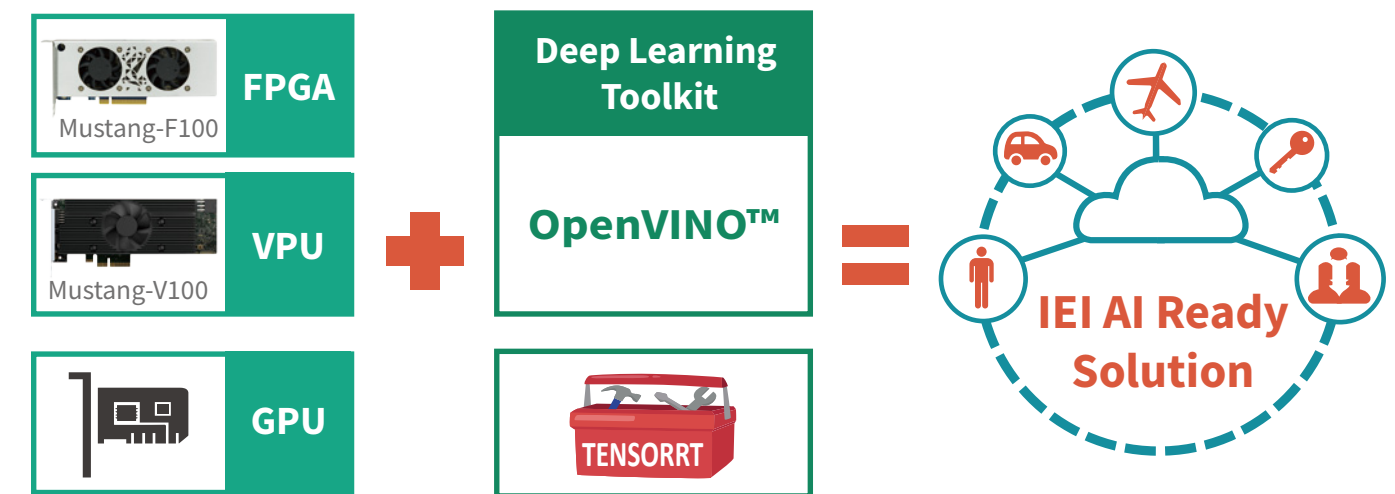 FPGA
Mustang-F100
VPU
Mustang-V100
GPU
Deep Learning
Toolkit
OpenVINO™
TENSORRT
IEI AI Ready
Solution